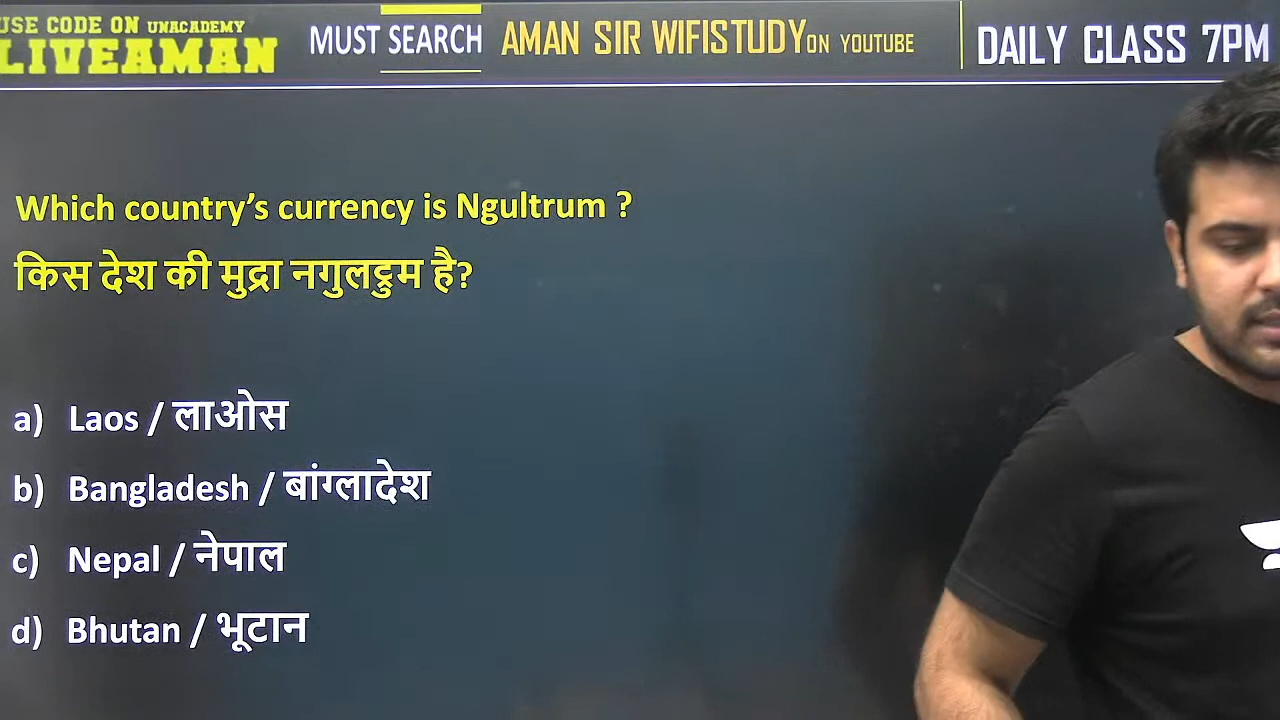 USE CODE ON UNACADEMY
LIVEAMAN
MUST SEARCH AMAN SIR WIFISTUDY ON YOUTUBE
DAILY CLASS 7PM
Which country’s currency is Ngultrum ?
किस देश की मुद्रा नगुलट्रुम है?
a) Laos / लाओस
b) Bangladesh / बांग्लादेश
c) Nepal / नेपाल
d) Bhutan / भूटान